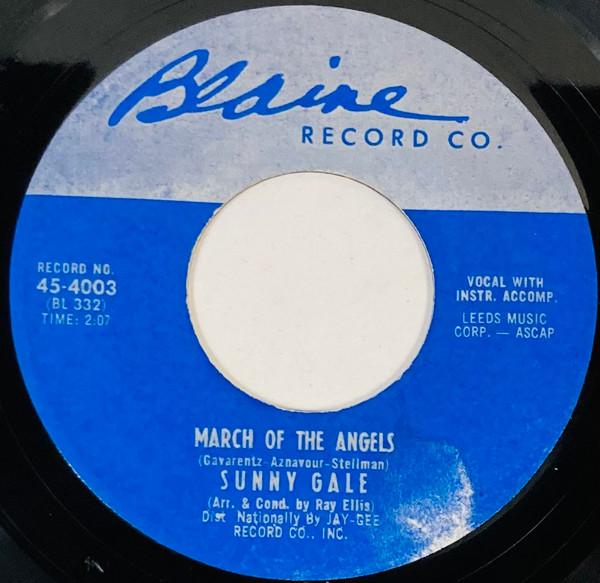 Blaine
RECORD CO.
RECORD NO.
45-4003
(BL 332)
TIME: 2:07
VOCAL WITH
INSTR. ACCOMP.
LEEDS MUSIC
CORP. — ASCAP
MARCH OF THE ANGELS
(Gavarentz-Aznavour-Stellman)
SUNNY GALE
(Arr. & Cond. by Ray Ellis)
Dist. Nationally By JAY-GEE
RECORD CO., INC.